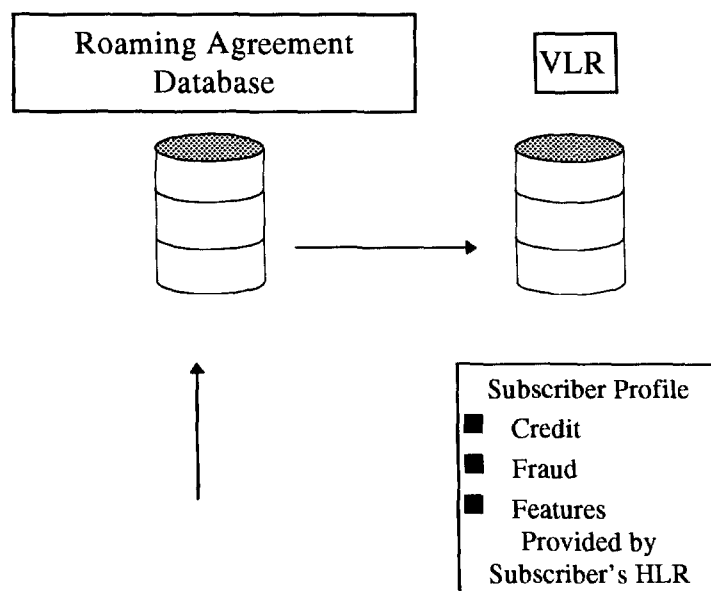 Roaming Agreement
Database
VLR
Subscriber Profile
Credit
Fraud
Features
Provided by
Subscriber's HLR